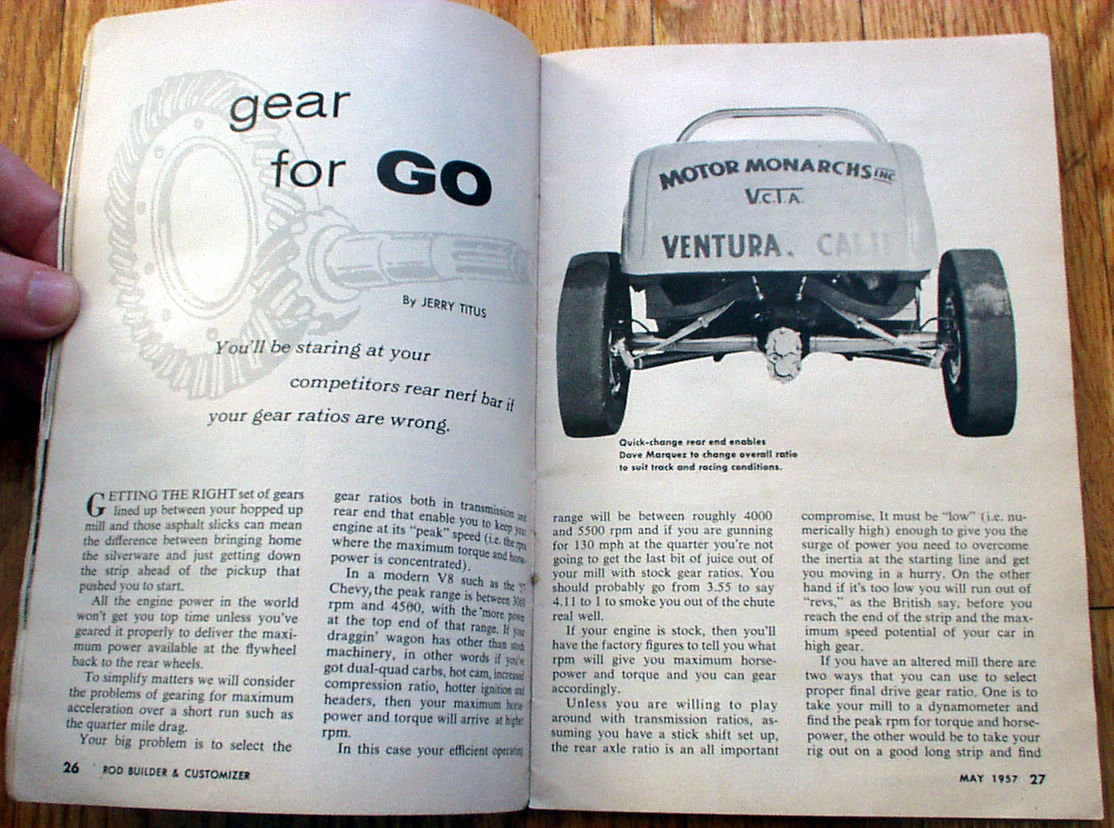 gear
for GO
By JERRY TITUS
You'll be staring at your
competitors rear nerf bar if
your gear ratios are wrong.
GETTING THE RIGHT set of gears
lined up between your hopped up
mill and those asphalt slicks can mean
the difference between bringing home
the silverware and just getting down
the strip ahead of the pickup that
pushed you to start.
All the engine power in the world
won't get you top time unless you've
geared it properly to deliver the maxi-
mum power available at the flywheel
back to the rear wheels.
To simplify matters we will consider
the problems of gearing for maximum
acceleration over a short run such as
the quarter mile drag.
Your big problem is to select the
gear ratios both in transmission and
rear end that enable you to keep your
engine at its "peak" speed (i.e. the rpm
where the maximum torque and horse-
power is concentrated).
In a modern V8 such as the '57
Chevy, the peak range is between 3000
rpm and 4500, with the more power
at the top end of that range. If your
draggin' wagon has other than stock
machinery, in other words if you've
got dual-quad carbs, hot cam, increased
compression ratio, hotter ignition and
headers, then your maximum horse-
power and torque will arrive at higher
rpm.
In this case your efficient operating
26 ROD BUILDER & CUSTOMIZER
MOTOR MONARCHS INC
V.C.T.A.
VENTURA. CALIF
Quick-change rear end enables
Dave Marquez to change overall ratio
to suit track and racing conditions.
range will be between roughly 4000
and 5500 rpm and if you are gunning
for 130 mph at the quarter you're not
going to get the last bit of juice out of
your mill with stock gear ratios. You
should probably go from 3.55 to say
4.11 to 1 to smoke you out of the chute
real well.
If your engine is stock, then you'll
have the factory figures to tell you what
rpm will give you maximum horse-
power and torque and you can gear
accordingly.
Unless you are willing to play
around with transmission ratios, as-
suming you have a stick shift set up,
the rear axle ratio is an all important
compromise. It must be "low" (i.e. nu-
merically high) enough to give you the
surge of power you need to overcome
the inertia at the starting line and get
you moving in a hurry. On the other
hand if it's too low you will run out of
"revs," as the British say, before you
reach the end of the strip and the max-
imum speed potential of your car in
high gear.
If you have an altered mill there are
two ways that you can use to select
proper final drive gear ratio. One is to
take your mill to a dynamometer and
find the peak rpm for torque and horse-
power, the other would be to take your
rig out on a good long strip and find
MAY 1957 27